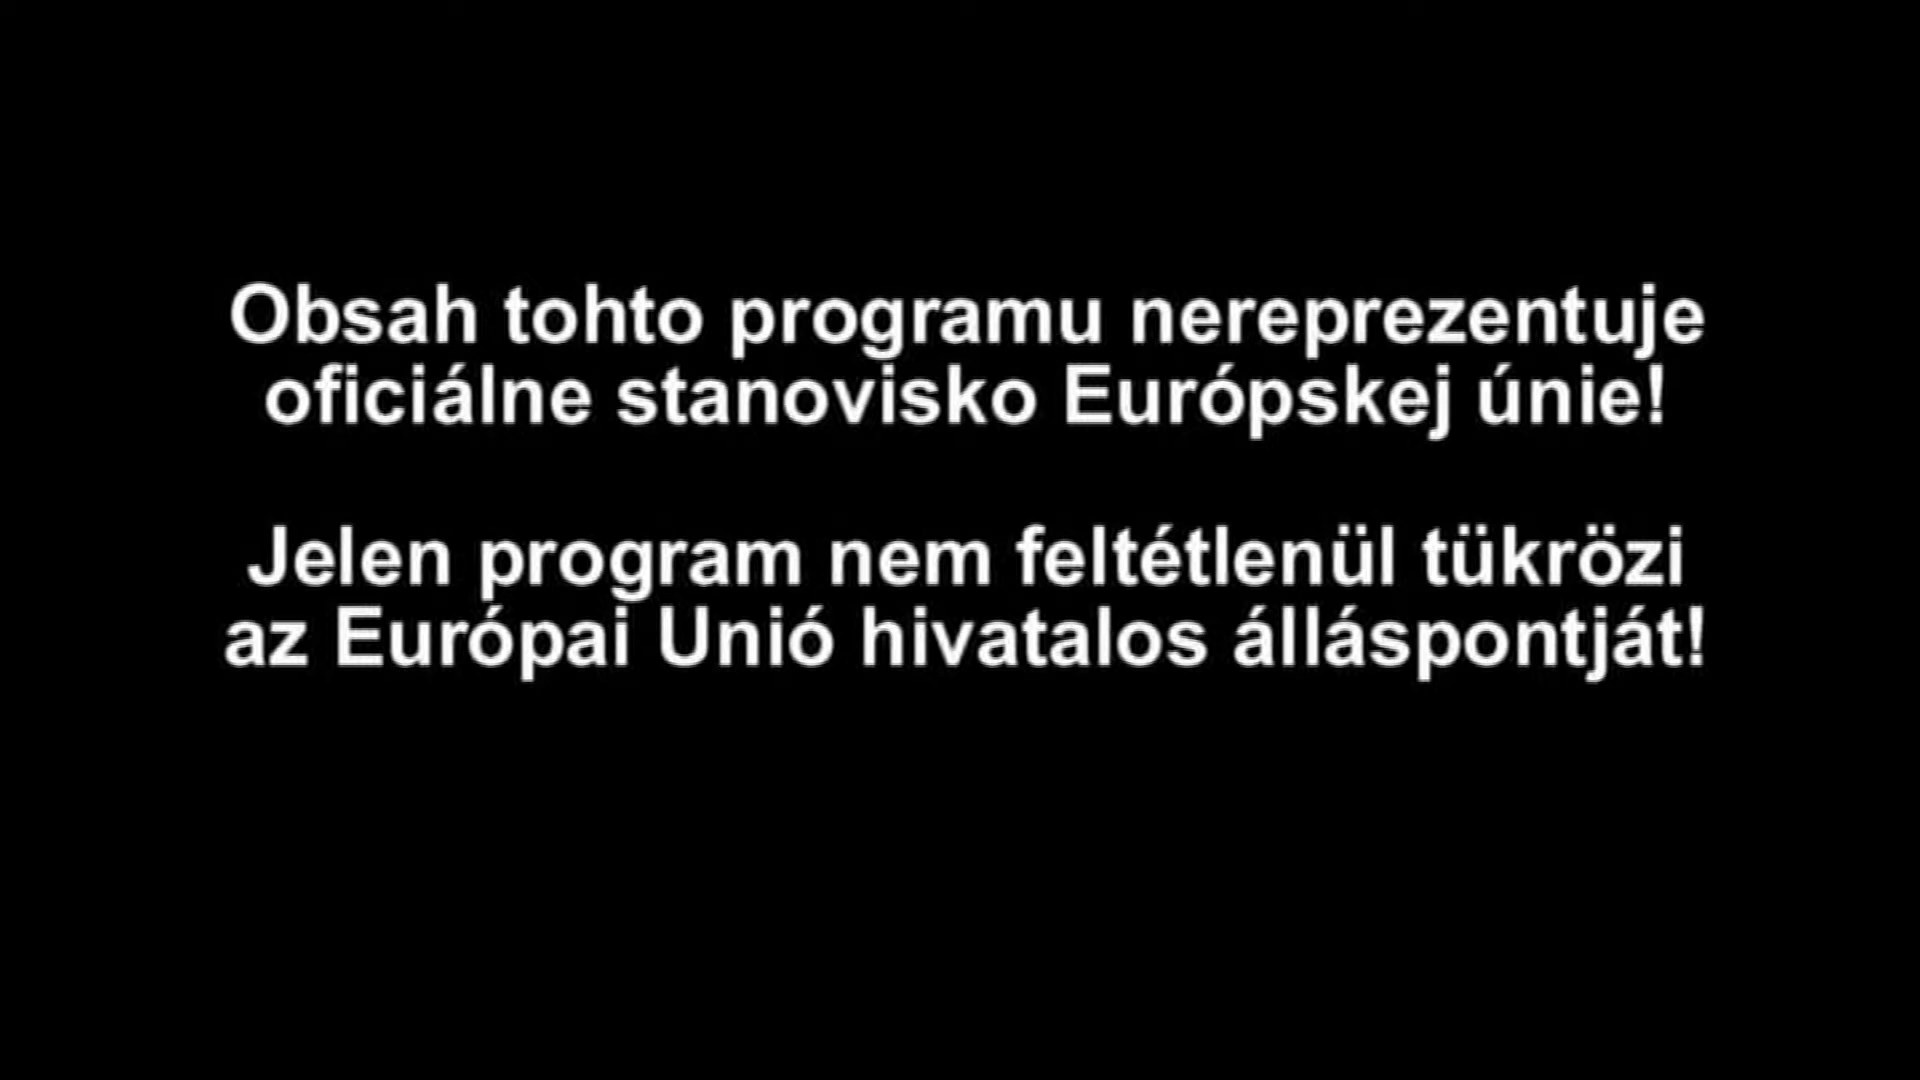 Obsah tohto programu nereprezentuje
oficiálne stanovisko Európskej únie!
Jelen program nem feltétlenül tükrözi
az Európai Unió hivatalos álláspontját!